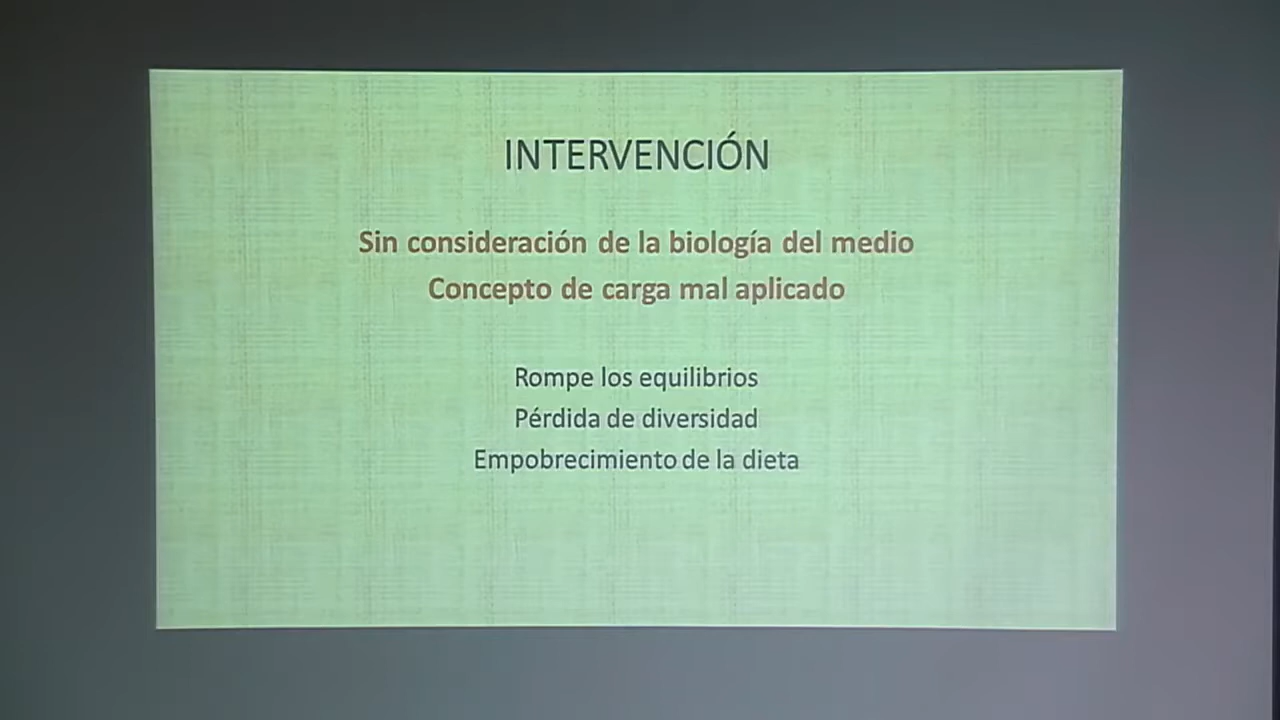 INTERVENCIÓN
Sin consideración de la biología del medio
Concepto de carga mal aplicado
Rompe los equilibrios
Pérdida de diversidad
Empobrecimiento de la dieta